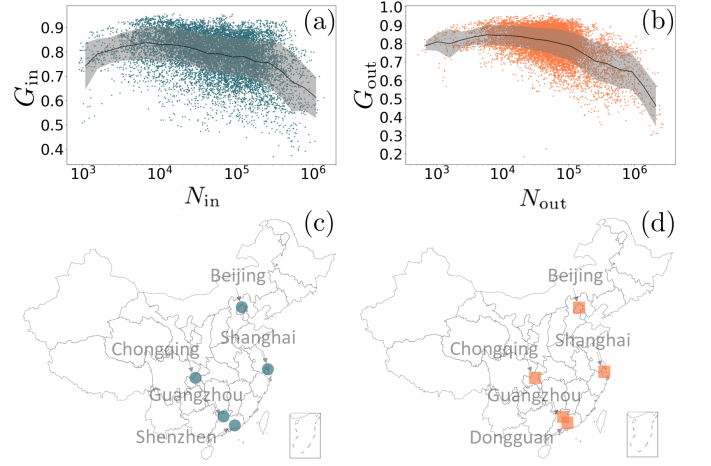 (a)
0.9
0.8
0.7
0.6
0.5
0.4
G_in
10^3
10^4
10^5
10^6
N_in
(b)
1.0
0.9
0.8
0.7
0.6
0.5
0.4
0.3
0.2
G_out
10^3
10^4
10^5
10^6
N_out
(c)
Beijing
Shanghai
Chongqing
Guangzhou
Shenzhen
(d)
Beijing
Shanghai
Chongqing
Guangzhou
Dongguan